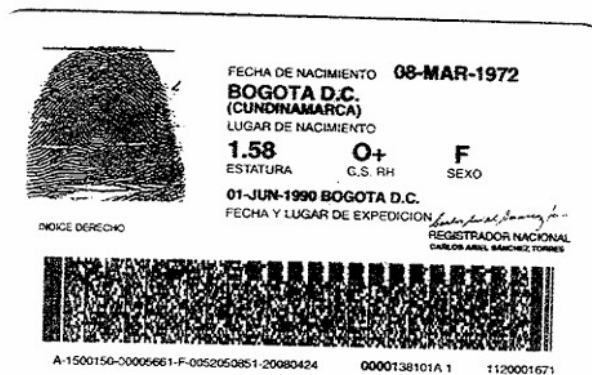 FECHA DE NACIMIENTO 08-MAR-1972
BOGOTA D.C.
(CUNDINAMARCA)
LUGAR DE NACIMIENTO
1.58 O+ F
ESTATURA G.S. RH SEXO
01-JUN-1990 BOGOTA D.C.
FECHA Y LUGAR DE EXPEDICION
INDICE DERECHO
REGISTRADOR NACIONAL
CARLOS ARIEL SÁNCHEZ TORRES
A-1500150-00005661-F-0052050851-20080424 0000138101A 1 1120001671